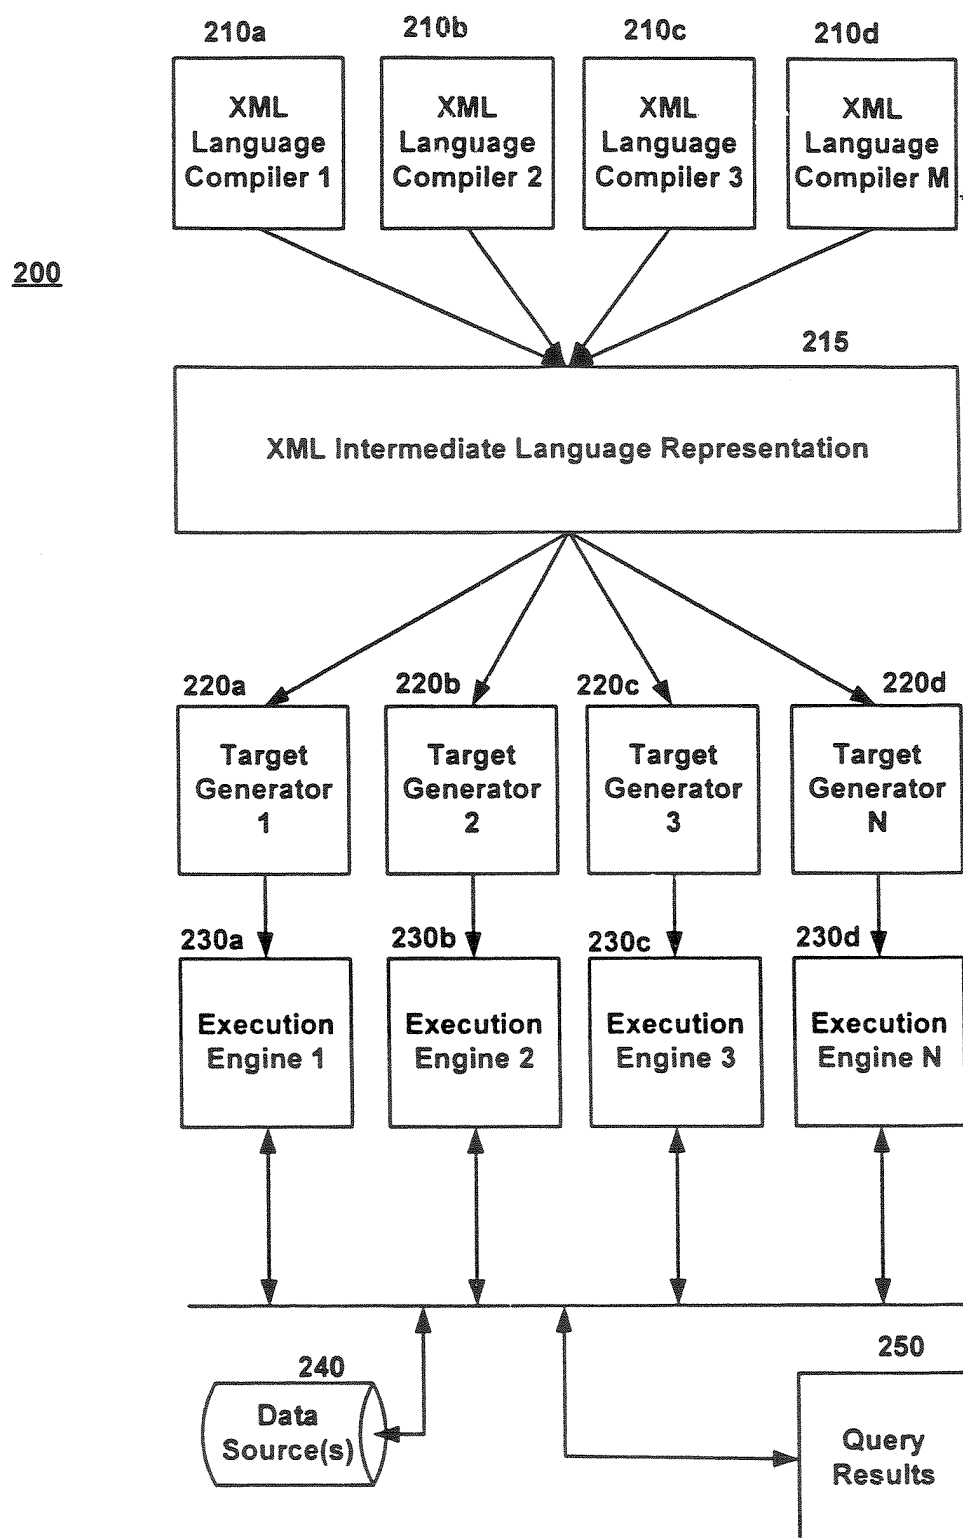 210a
210b
210c
210d
XML
Language
Compiler 1
XML
Language
Compiler 2
XML
Language
Compiler 3
XML
Language
Compiler M
200
215
XML Intermediate Language Representation
220a
220b
220c
220d
Target
Generator
1
Target
Generator
2
Target
Generator
3
Target
Generator
N
230a
230b
230c
230d
Execution
Engine 1
Execution
Engine 2
Execution
Engine 3
Execution
Engine N
240
Data
Source(s)
250
Query
Results